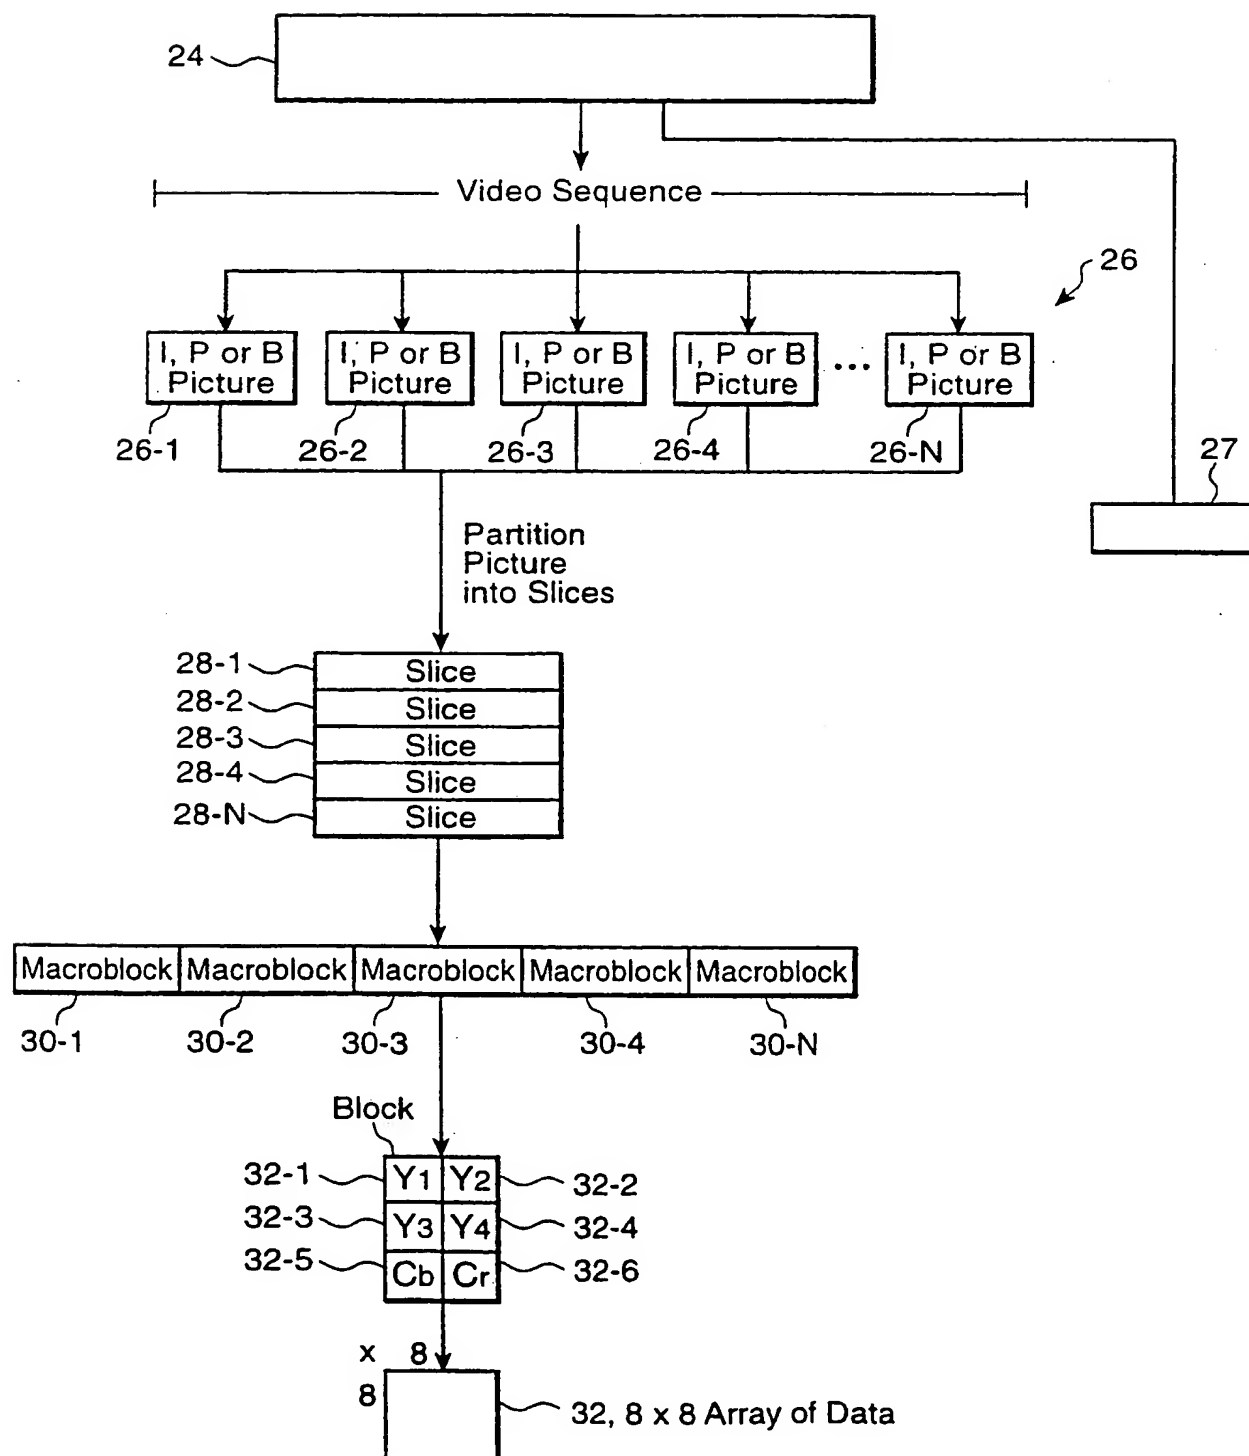 24
Video Sequence
26
I, P or B Picture
I, P or B Picture
I, P or B Picture
I, P or B Picture
...
I, P or B Picture
26-1
26-2
26-3
26-4
26-N
27
Partition
Picture
into Slices
28-1
Slice
28-2
Slice
28-3
Slice
28-4
Slice
28-N
Slice
Macroblock
Macroblock
Macroblock
Macroblock
Macroblock
30-1
30-2
30-3
30-4
30-N
Block
32-1
Y1
Y2
32-2
32-3
Y3
Y4
32-4
32-5
Cb
Cr
32-6
x 8
8
32, 8 x 8 Array of Data